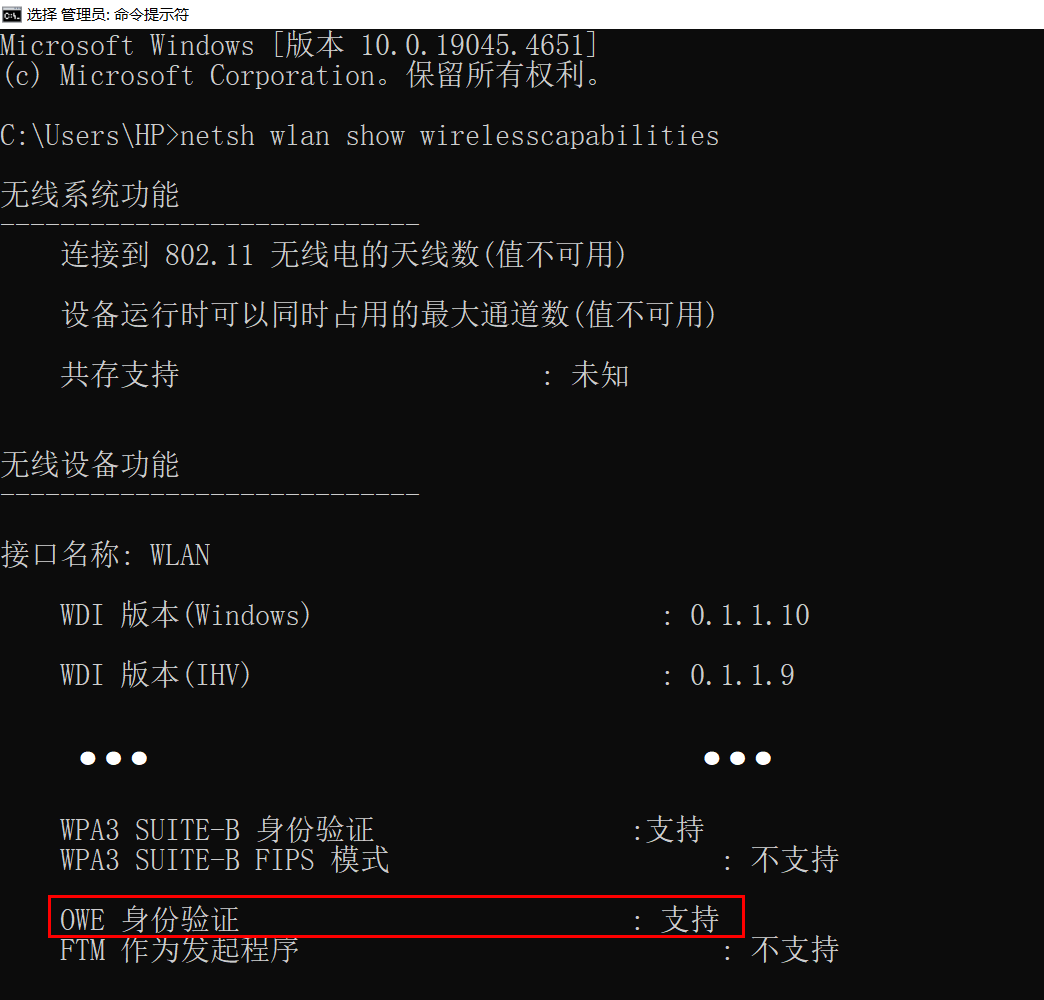 选择 管理员: 命令提示符
Microsoft Windows [版本 10.0.19045.4651]
(c) Microsoft Corporation。保留所有权利。
C:\Users\HP>netsh wlan show wirelesscapabilities
无线系统功能
----------------------------
连接到 802.11 无线电的天线数(值不可用)
设备运行时可以同时占用的最大通道数(值不可用)
共存支持 : 未知
无线设备功能
----------------------------
接口名称: WLAN
WDI 版本(Windows) : 0.1.1.10
WDI 版本(IHV) : 0.1.1.9
••• •••
WPA3 SUITE-B 身份验证 :支持
WPA3 SUITE-B FIPS 模式 : 不支持
OWE 身份验证 : 支持
FTM 作为发起程序 : 不支持